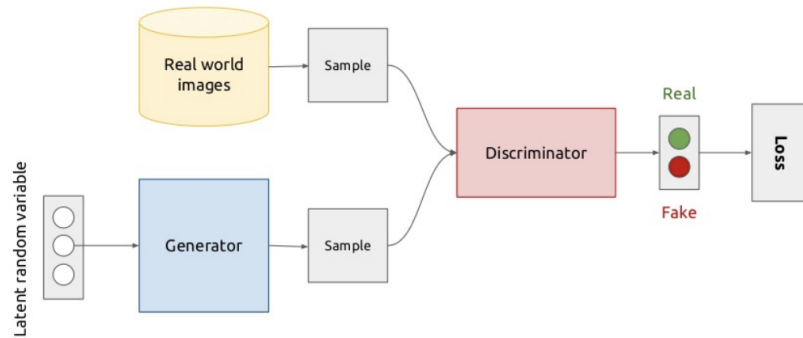 Real world
images
Sample
Real
Discriminator
Loss
Fake
Latent random variable
Generator
Sample